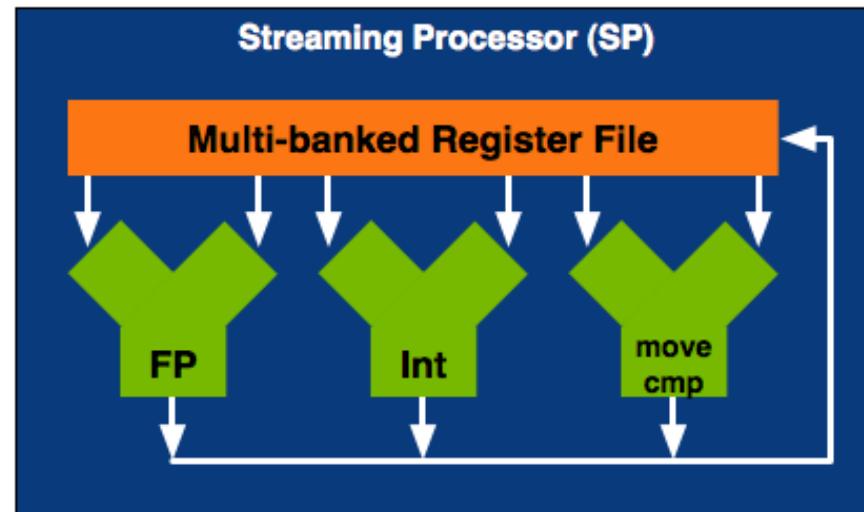 Streaming Processor (SP)
Multi-banked Register File
FP
Int
move
cmp